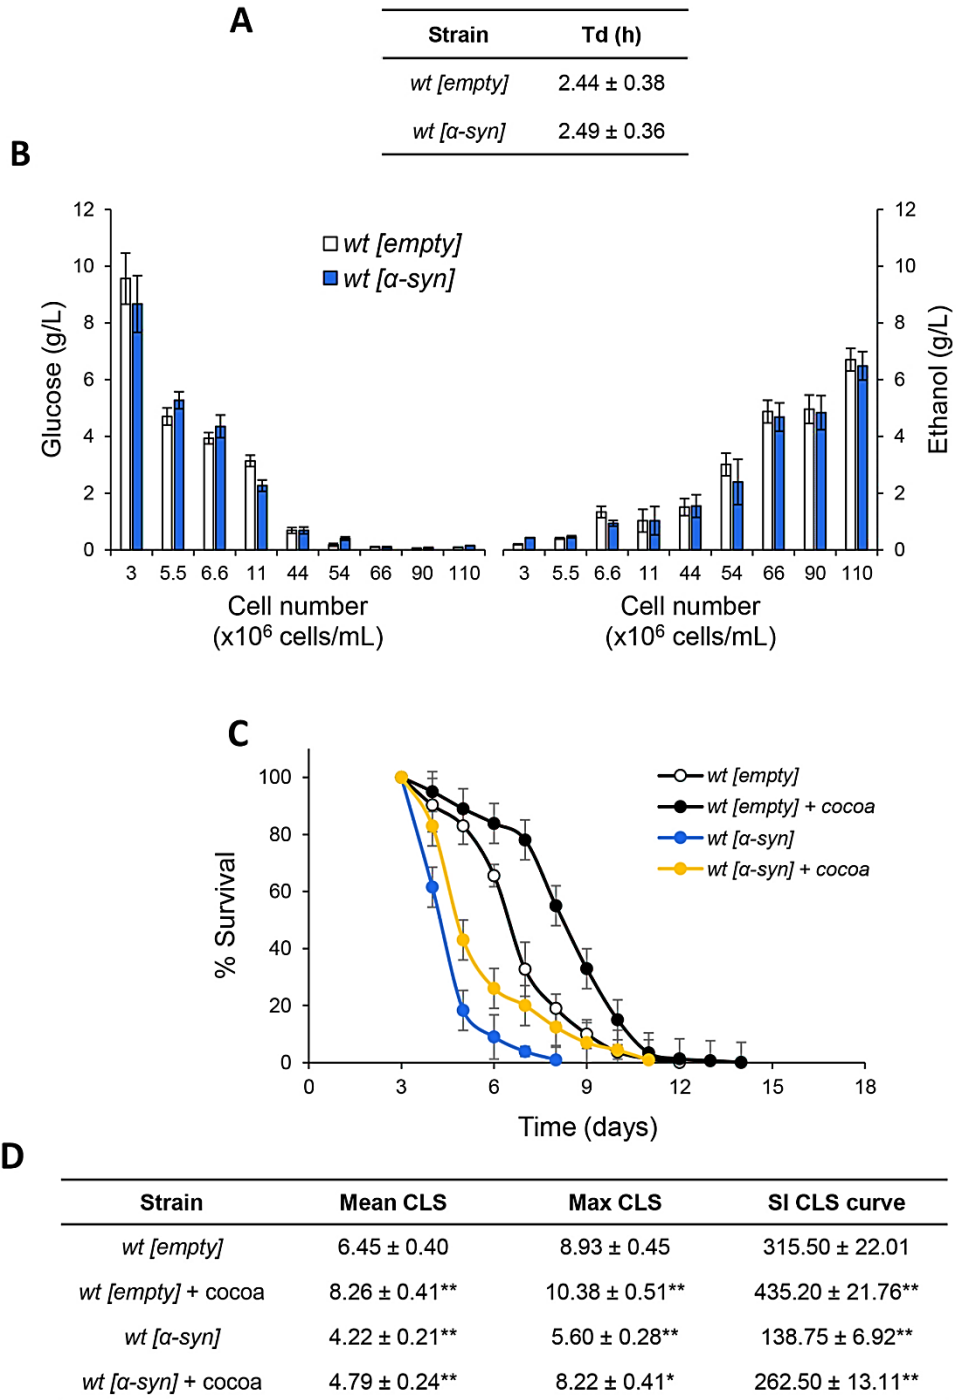 A
Strain Td (h)
wt [empty] 2.44 ± 0.38
wt [α-syn] 2.49 ± 0.36
B
12 12
10 10
8 8
6 6
4 4
2 2
0 0
Glucose (g/L)
Ethanol (g/L)
wt [empty]
wt [α-syn]
3 5.5 6.6 11 44 54 66 90 110 3 5.5 6.6 11 44 54 66 90 110
Cell number Cell number
(x10⁶ cells/mL) (x10⁶ cells/mL)
C
100
80
60
40
20
0
% Survival
wt [empty]
wt [empty] + cocoa
wt [α-syn]
wt [α-syn] + cocoa
0 3 6 9 12 15 18
Time (days)
D
Strain Mean CLS Max CLS SI CLS curve
wt [empty] 6.45 ± 0.40 8.93 ± 0.45 315.50 ± 22.01
wt [empty] + cocoa 8.26 ± 0.41** 10.38 ± 0.51** 435.20 ± 21.76**
wt [α-syn] 4.22 ± 0.21** 5.60 ± 0.28** 138.75 ± 6.92**
wt [α-syn] + cocoa 4.79 ± 0.24** 8.22 ± 0.41* 262.50 ± 13.11**